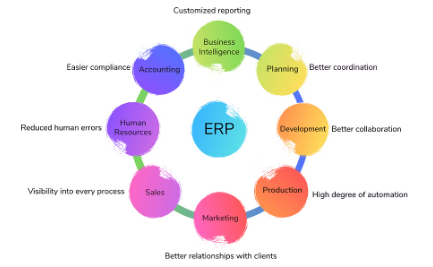 Customized reporting
Business
Intelligence
Accounting
Planning
Easier compliance
Better coordination
Human
Resources
ERP
Development
Reduced human errors
Better collaboration
Sales
Production
Visibility into every process
High degree of automation
Marketing
Better relationships with clients